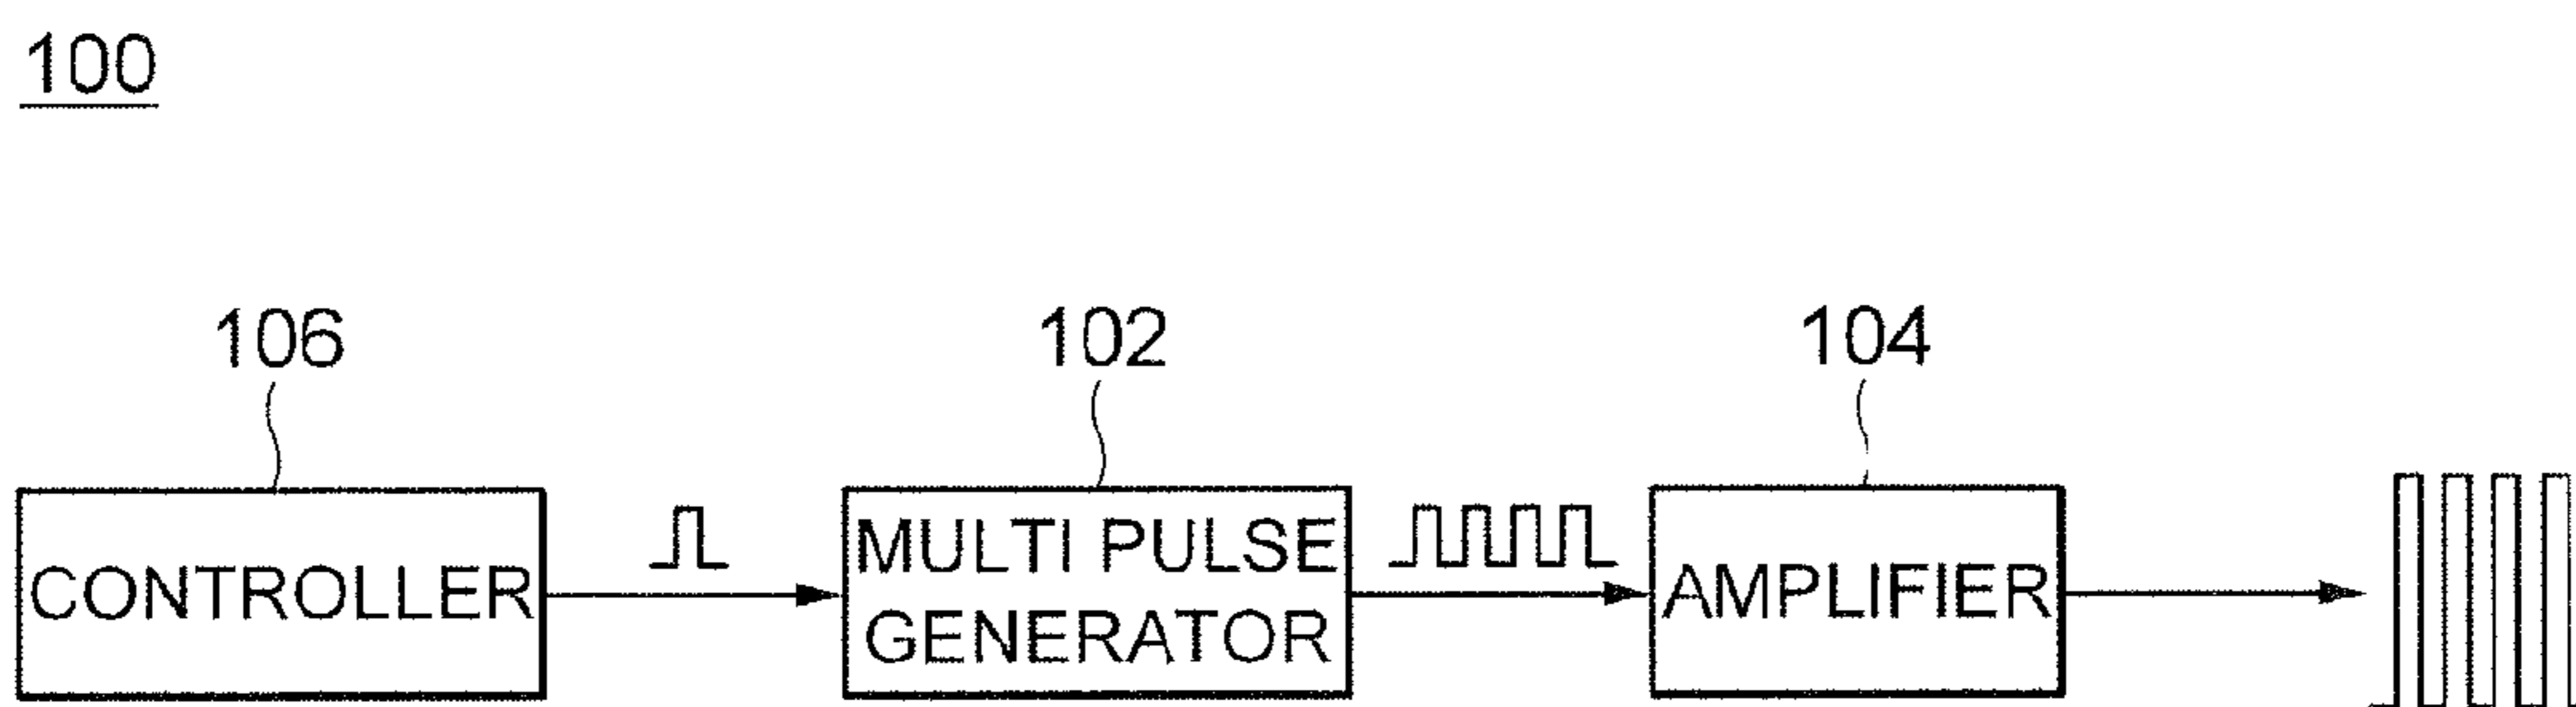 100
106
102
104
CONTROLLER
MULTI PULSE
GENERATOR
AMPLIFIER